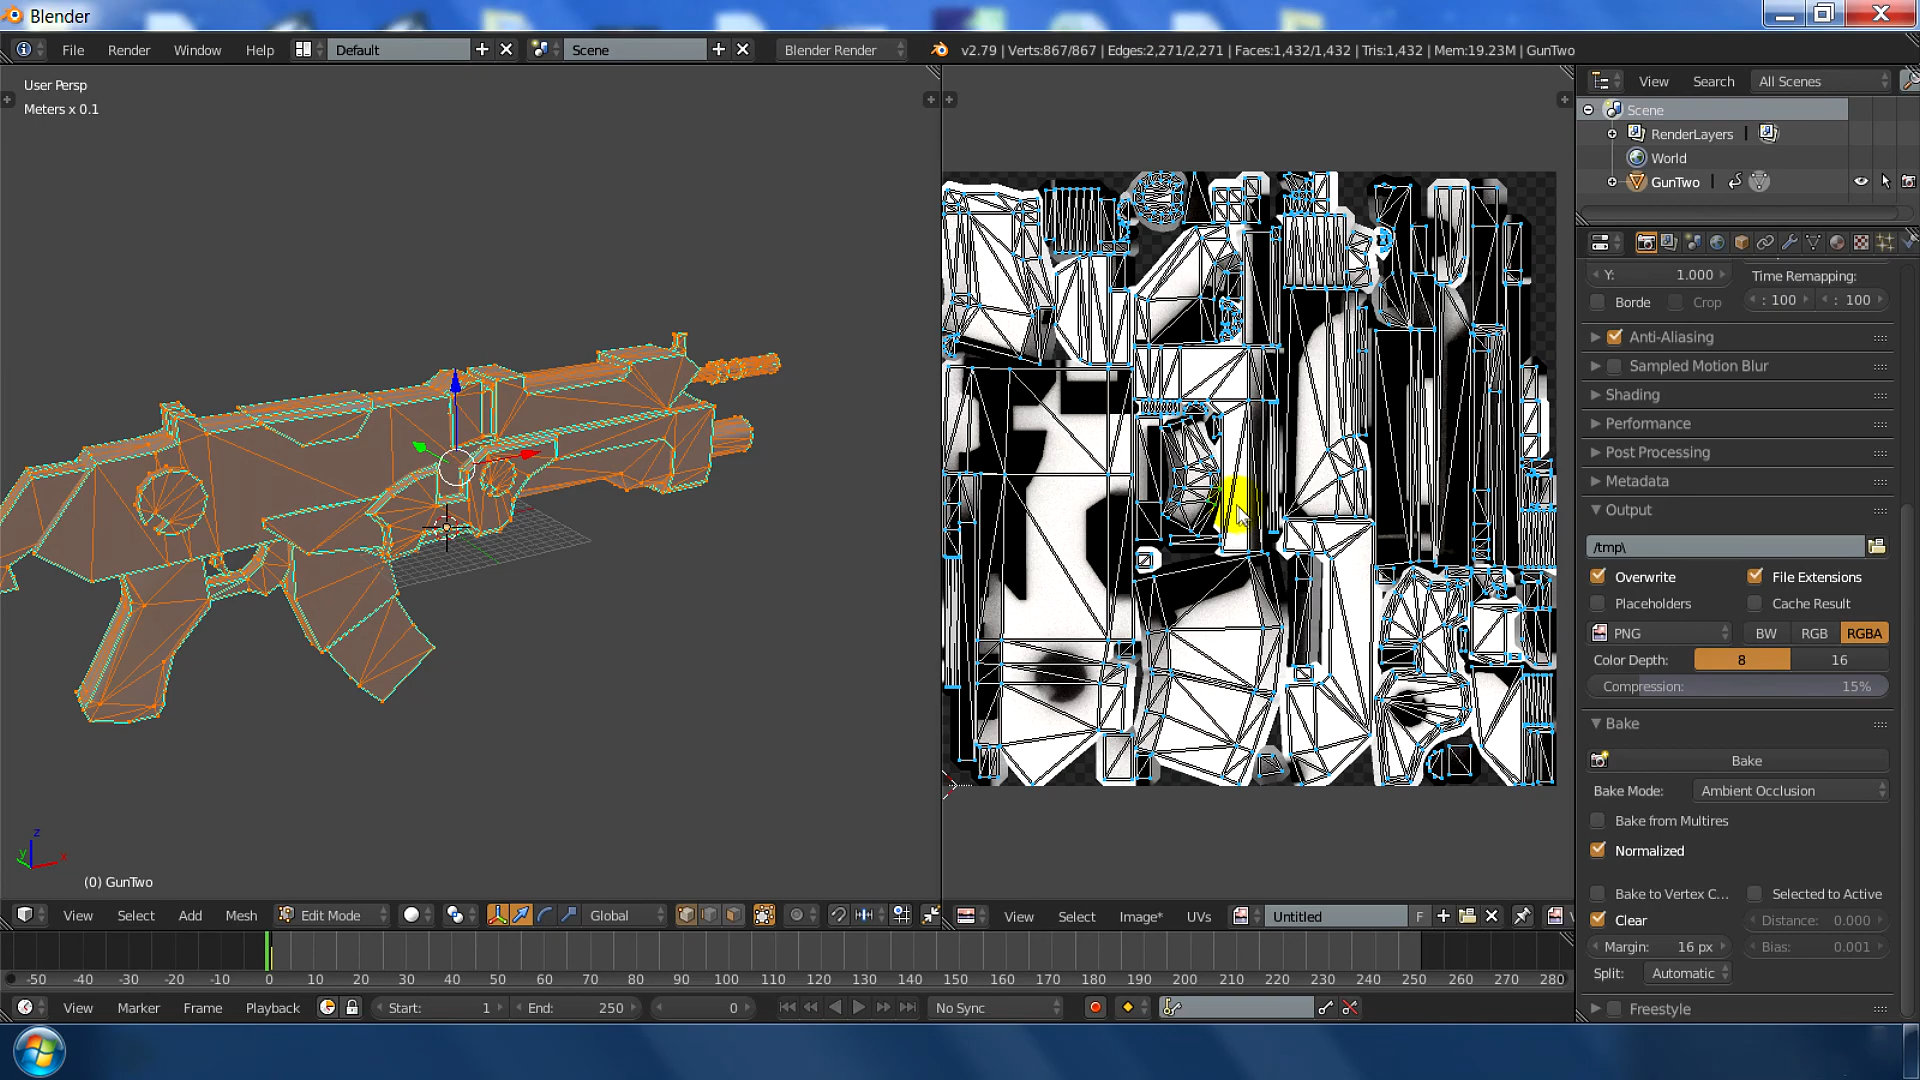 Blender
File Render Window Help Default Scene Blender Render v2.79 | Verts:867/867 | Edges:2,271/2,271 | Faces:1,432/1,432 | Tris:1,432 | Mem:19.23M | GunTwo
User Persp
Meters x 0.1
z
y x
(0) GunTwo
View Select Add Mesh Edit Mode Global
View Select Image* UVs Untitled F
View Search All Scenes
Scene
RenderLayers |
World
GunTwo |
Y: 1.000 Time Remapping:
Borde Crop : 100 : 100
Anti-Aliasing
Sampled Motion Blur
Shading
Performance
Post Processing
Metadata
Output
/tmp\
Overwrite File Extensions
Placeholders Cache Result
PNG BW RGB RGBA
Color Depth: 8 16
Compression: 15%
Bake
Bake
Bake Mode: Ambient Occlusion
Bake from Multires
Normalized
Bake to Vertex C... Selected to Active
Clear Distance: 0.000
Margin: 16 px Bias: 0.001
Split: Automatic
Freestyle
-50 -40 -30 -20 -10 0 10 20 30 40 50 60 70 80 90 100 110 120 130 140 150 160 170 180 190 200 210 220 230 240 250 260 270 280
View Marker Frame Playback Start: 1 End: 250 0 No Sync